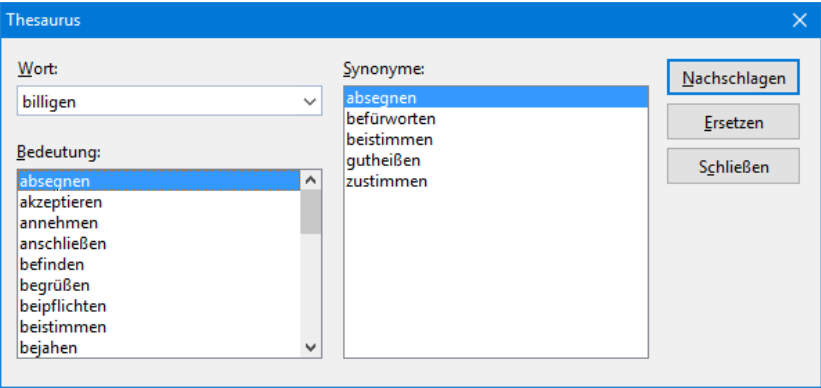 Thesaurus
Wort:
billigen
Bedeutung:
absegnen
akzeptieren
annehmen
anschließen
befinden
begrüßen
beipflichten
beistimmen
bejahen
Synonyme:
absegnen
befürworten
beistimmen
gutheißen
zustimmen
Nachschlagen
Ersetzen
Schließen